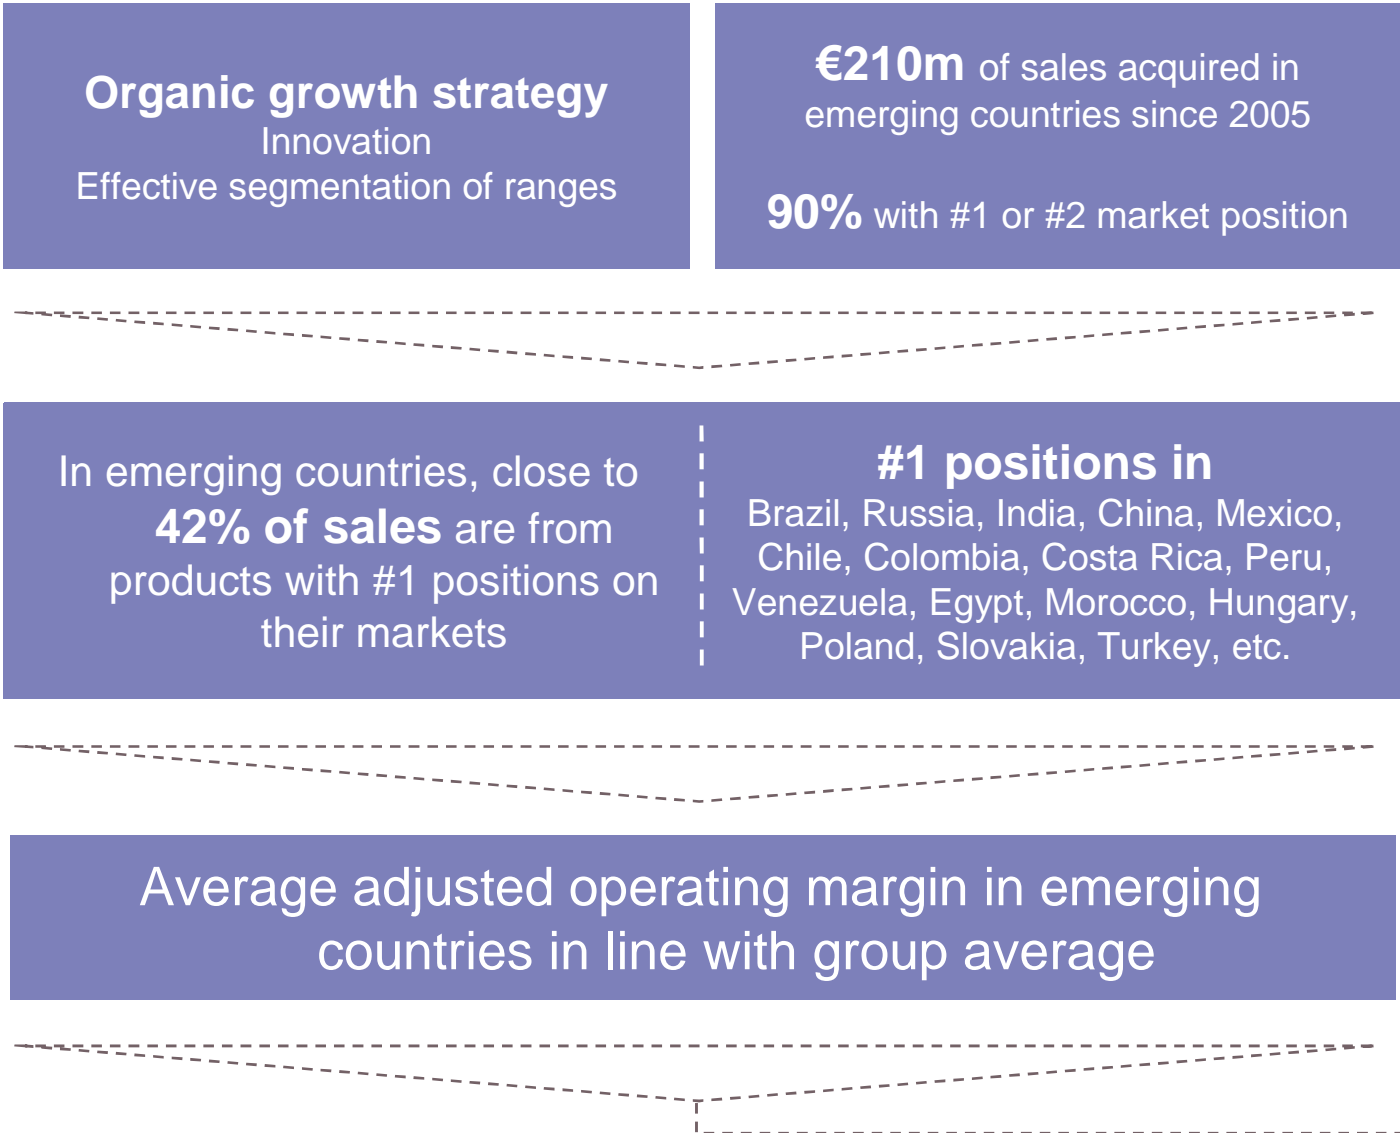 Organic growth strategy
Innovation
Effective segmentation of ranges
€210m of sales acquired in
emerging countries since 2005
90% with #1 or #2 market position
In emerging countries, close to
42% of sales are from
products with #1 positions on
their markets
#1 positions in
Brazil, Russia, India, China, Mexico,
Chile, Colombia, Costa Rica, Peru,
Venezuela, Egypt, Morocco, Hungary,
Poland, Slovakia, Turkey, etc.
Average adjusted operating margin in emerging
countries in line with group average